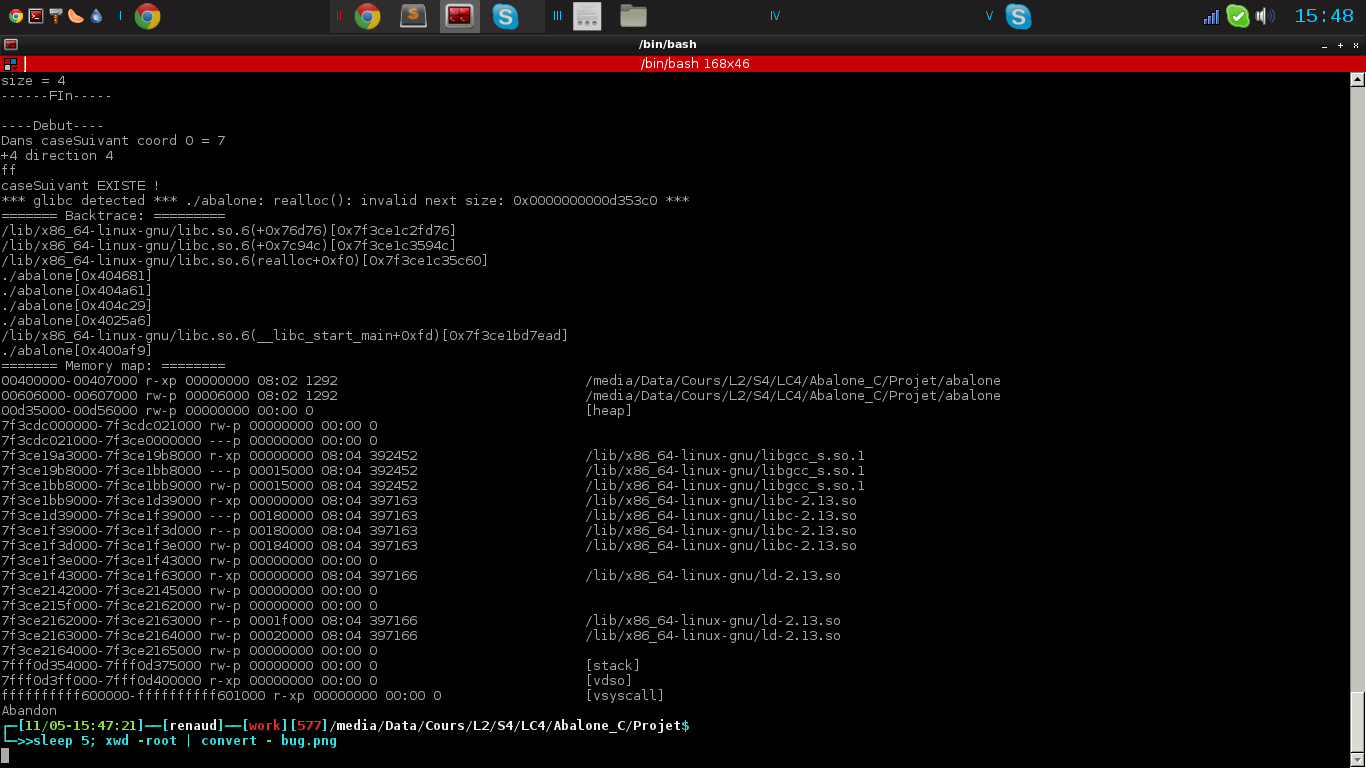 I II III IV V 15:48
/bin/bash
/bin/bash 168x46
size = 4
------FIn-----
----Debut----
Dans caseSuivant coord 0 = 7
+4 direction 4
ff
caseSuivant EXISTE !
*** glibc detected *** ./abalone: realloc(): invalid next size: 0x0000000000d353c0 ***
======= Backtrace: =========
/lib/x86_64-linux-gnu/libc.so.6(+0x76d76)[0x7f3ce1c2fd76]
/lib/x86_64-linux-gnu/libc.so.6(+0x7c94c)[0x7f3ce1c3594c]
/lib/x86_64-linux-gnu/libc.so.6(realloc+0xf0)[0x7f3ce1c35c60]
./abalone[0x404681]
./abalone[0x404a61]
./abalone[0x404c29]
./abalone[0x4025a6]
/lib/x86_64-linux-gnu/libc.so.6(__libc_start_main+0xfd)[0x7f3ce1bd7ead]
./abalone[0x400af9]
======= Memory map: ========
00400000-00407000 r-xp 00000000 08:02 1292 /media/Data/Cours/L2/S4/LC4/Abalone_C/Projet/abalone
00606000-00607000 rw-p 00006000 08:02 1292 /media/Data/Cours/L2/S4/LC4/Abalone_C/Projet/abalone
00d35000-00d56000 rw-p 00000000 00:00 0 [heap]
7f3cdc000000-7f3cdc021000 rw-p 00000000 00:00 0
7f3cdc021000-7f3ce0000000 ---p 00000000 00:00 0
7f3ce19a3000-7f3ce19b8000 r-xp 00000000 08:04 392452 /lib/x86_64-linux-gnu/libgcc_s.so.1
7f3ce19b8000-7f3ce1bb8000 ---p 00015000 08:04 392452 /lib/x86_64-linux-gnu/libgcc_s.so.1
7f3ce1bb8000-7f3ce1bb9000 rw-p 00015000 08:04 392452 /lib/x86_64-linux-gnu/libgcc_s.so.1
7f3ce1bb9000-7f3ce1d39000 r-xp 00000000 08:04 397163 /lib/x86_64-linux-gnu/libc-2.13.so
7f3ce1d39000-7f3ce1f39000 ---p 00180000 08:04 397163 /lib/x86_64-linux-gnu/libc-2.13.so
7f3ce1f39000-7f3ce1f3d000 r--p 00180000 08:04 397163 /lib/x86_64-linux-gnu/libc-2.13.so
7f3ce1f3d000-7f3ce1f3e000 rw-p 00184000 08:04 397163 /lib/x86_64-linux-gnu/libc-2.13.so
7f3ce1f3e000-7f3ce1f43000 rw-p 00000000 00:00 0
7f3ce1f43000-7f3ce1f63000 r-xp 00000000 08:04 397166 /lib/x86_64-linux-gnu/ld-2.13.so
7f3ce2142000-7f3ce2145000 rw-p 00000000 00:00 0
7f3ce215f000-7f3ce2162000 rw-p 00000000 00:00 0
7f3ce2162000-7f3ce2163000 r--p 0001f000 08:04 397166 /lib/x86_64-linux-gnu/ld-2.13.so
7f3ce2163000-7f3ce2164000 rw-p 00020000 08:04 397166 /lib/x86_64-linux-gnu/ld-2.13.so
7f3ce2164000-7f3ce2165000 rw-p 00000000 00:00 0
7fff0d354000-7fff0d375000 rw-p 00000000 00:00 0 [stack]
7fff0d3ff000-7fff0d400000 r-xp 00000000 00:00 0 [vdso]
ffffffffff600000-ffffffffff601000 r-xp 00000000 00:00 0 [vsyscall]
Abandon
┌─[11/05-15:47:21]──[renaud]──[work][577]/media/Data/Cours/L2/S4/LC4/Abalone_C/Projet$
└─>>sleep 5; xwd -root | convert - bug.png